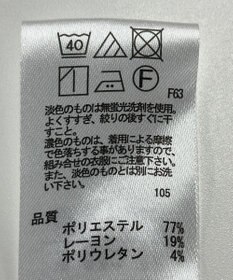 40
F
F63
淡色のものは無蛍光洗剤を使用。
よくすすぎ、絞りの後すぐに干
すこと。
濃色のものは、着用による摩擦
で色落ちする事がありますので、
組み合せの衣服にご注意下さい。
また、淡色のものとは別にお洗
い下さい。
105
品質
ポリエステル 77%
レーヨン 19%
ポリウレタン 4%